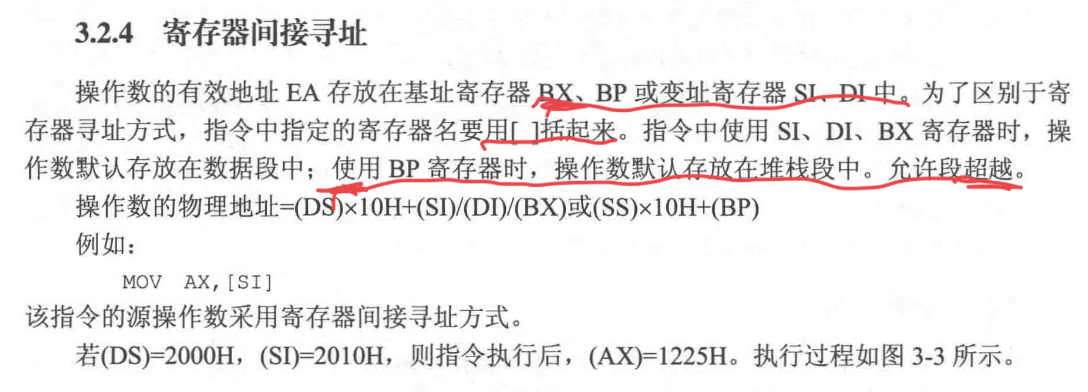 3.2.4 寄存器间接寻址
操作数的有效地址 EA 存放在基址寄存器 BX、BP 或变址寄存器 SI、DI 中。为了区别于寄
存器寻址方式，指令中指定的寄存器名要用[ ]括起来。指令中使用 SI、DI、BX 寄存器时，操
作数默认存放在数据段中；使用 BP 寄存器时，操作数默认存放在堆栈段中。允许段超越。
操作数的物理地址=(DS)×10H+(SI)/(DI)/(BX)或(SS)×10H+(BP)
例如：
MOV AX,[SI]
该指令的源操作数采用寄存器间接寻址方式。
若(DS)=2000H，(SI)=2010H，则指令执行后，(AX)=1225H。执行过程如图 3-3 所示。